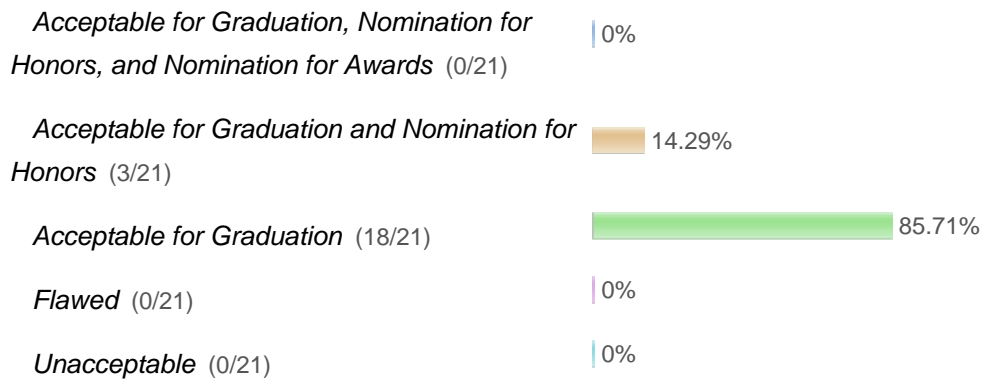 Acceptable for Graduation, Nomination for
Honors, and Nomination for Awards (0/21)
0%
Acceptable for Graduation and Nomination for
Honors (3/21)
14.29%
Acceptable for Graduation (18/21)
85.71%
Flawed (0/21)
0%
Unacceptable (0/21)
0%